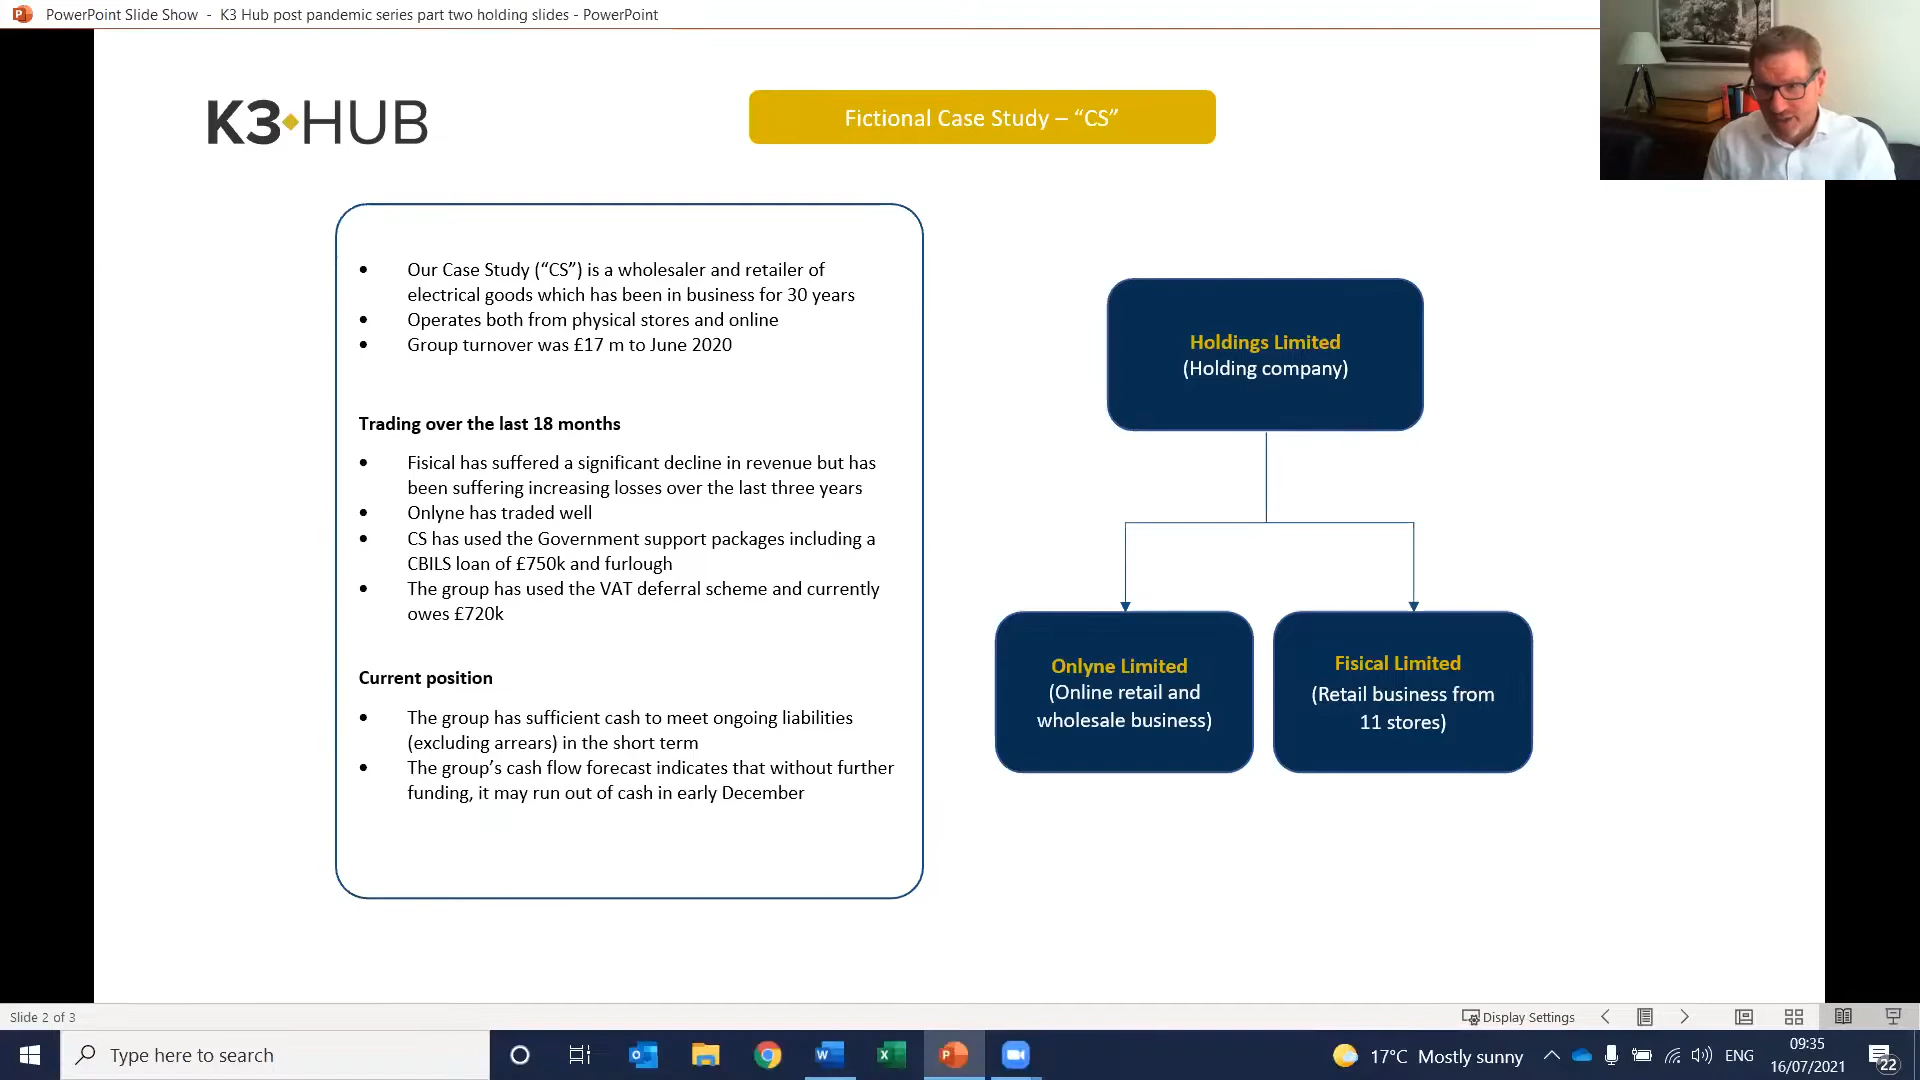 PowerPoint Slide Show - K3 Hub post pandemic series part two holding slides - PowerPoint
K3 HUB
Fictional Case Study – “CS”
• Our Case Study (“CS”) is a wholesaler and retailer of
electrical goods which has been in business for 30 years
• Operates both from physical stores and online
• Group turnover was £17 m to June 2020
Trading over the last 18 months
• Fisical has suffered a significant decline in revenue but has
been suffering increasing losses over the last three years
• Onlyne has traded well
• CS has used the Government support packages including a
CBILS loan of £750k and furlough
• The group has used the VAT deferral scheme and currently
owes £720k
Current position
• The group has sufficient cash to meet ongoing liabilities
(excluding arrears) in the short term
• The group’s cash flow forecast indicates that without further
funding, it may run out of cash in early December
Holdings Limited
(Holding company)
Onlyne Limited
(Online retail and
wholesale business)
Fisical Limited
(Retail business from
11 stores)
Slide 2 of 3
Display Settings
Type here to search
17°C Mostly sunny
ENG
09:35
16/07/2021
22